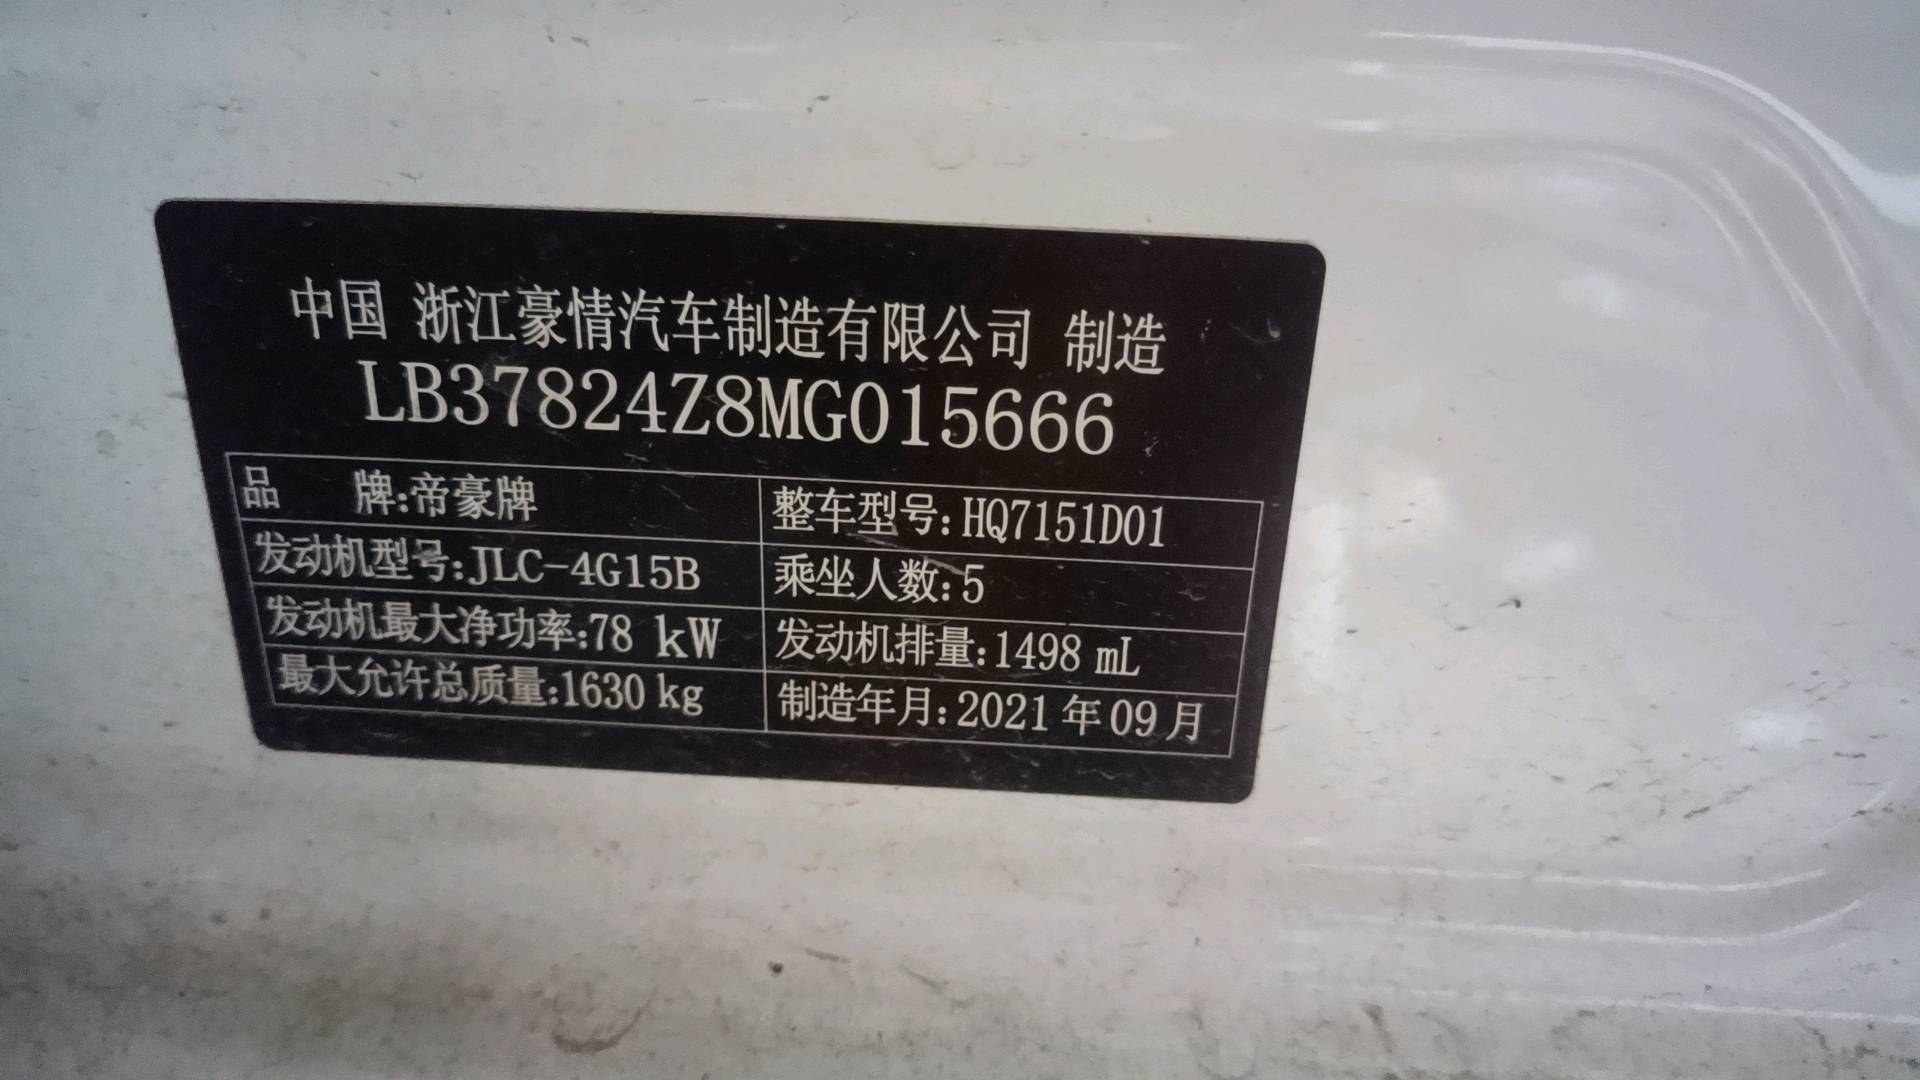 中国 浙江豪情汽车制造有限公司 制造
LB37824Z8MG015666
品 牌:帝豪牌 整车型号:HQ7151D01
发动机型号:JLC-4G15B 乘坐人数:5
发动机最大净功率:78 kW 发动机排量:1498 mL
最大允许总质量:1630 kg 制造年月:2021年09月